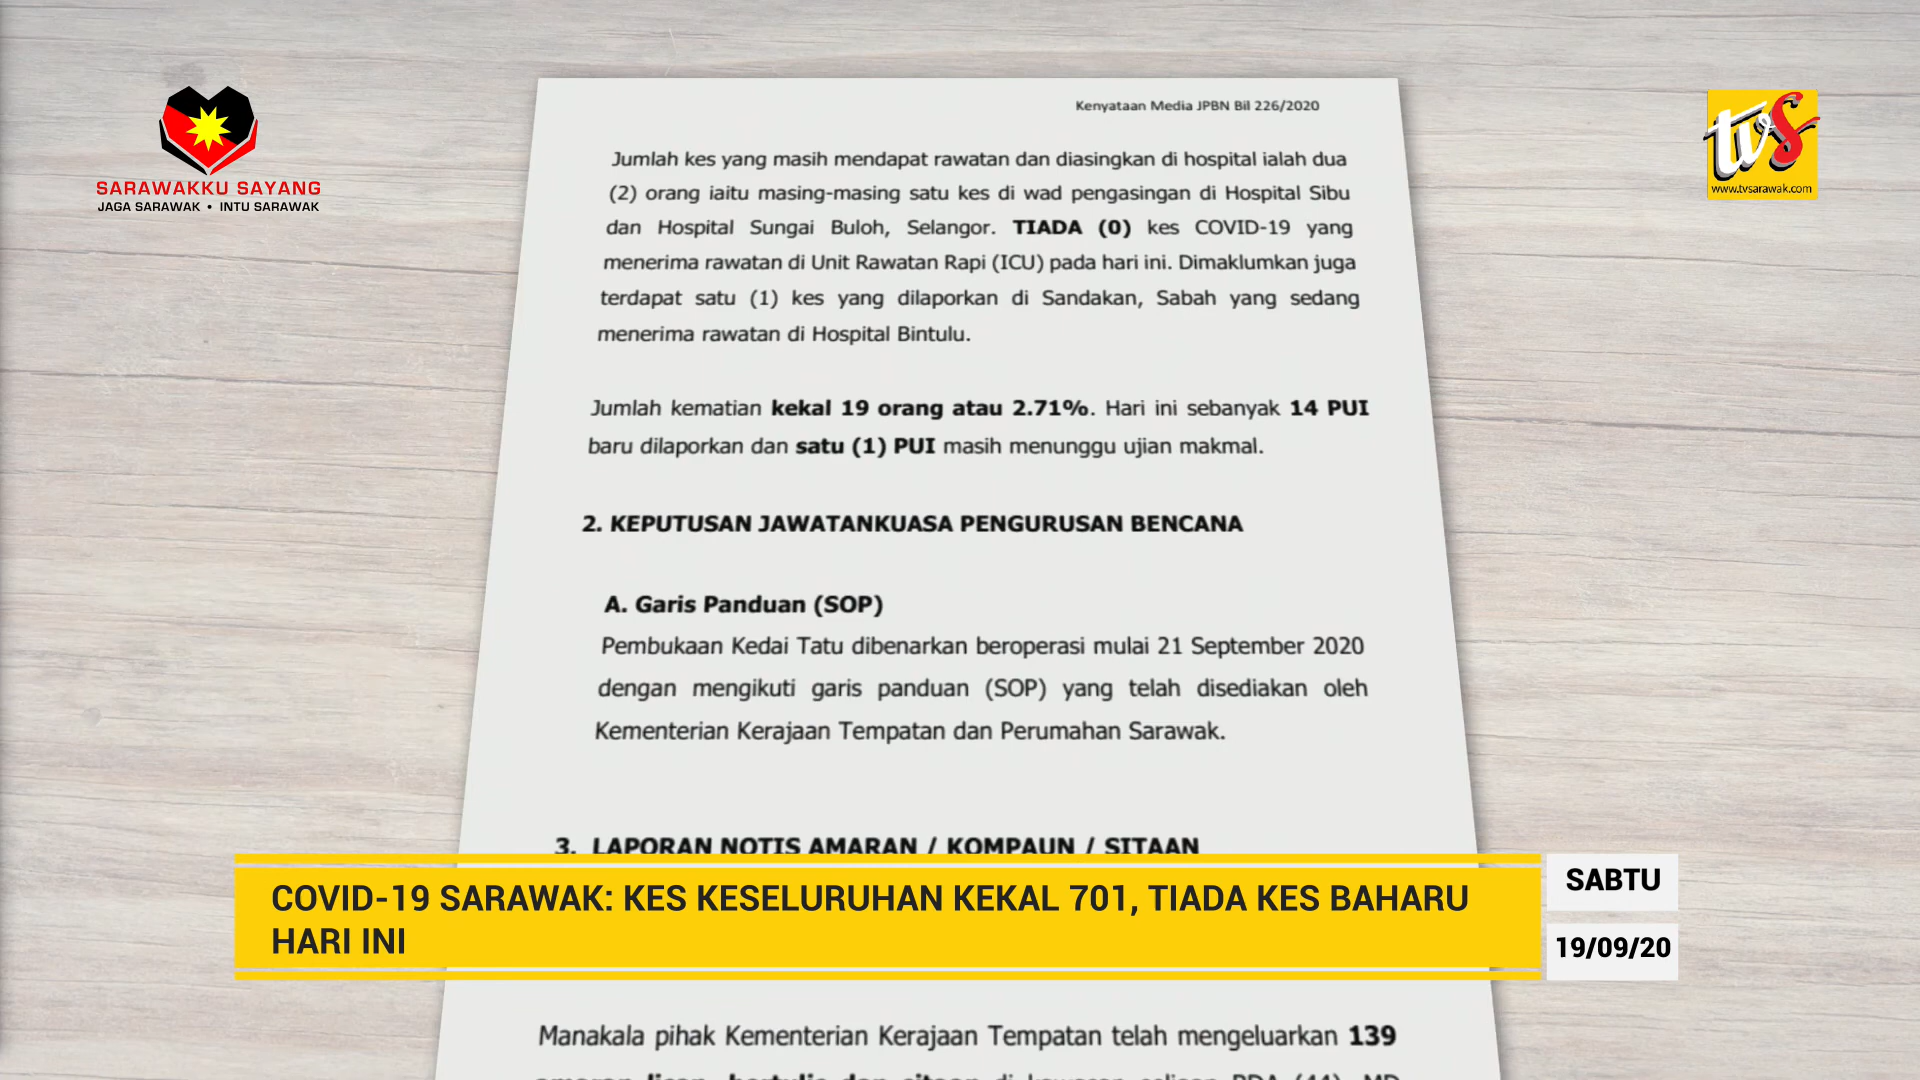 SARAWAKKU SAYANG
JAGA SARAWAK • INTU SARAWAK
tvS
www.tvsarawak.com
Kenyataan Media JPBN Bil 226/2020
Jumlah kes yang masih mendapat rawatan dan diasingkan di hospital ialah dua
(2) orang iaitu masing-masing satu kes di wad pengasingan di Hospital Sibu
dan Hospital Sungai Buloh, Selangor. TIADA (0) kes COVID-19 yang
menerima rawatan di Unit Rawatan Rapi (ICU) pada hari ini. Dimaklumkan juga
terdapat satu (1) kes yang dilaporkan di Sandakan, Sabah yang sedang
menerima rawatan di Hospital Bintulu.
Jumlah kematian kekal 19 orang atau 2.71%. Hari ini sebanyak 14 PUI
baru dilaporkan dan satu (1) PUI masih menunggu ujian makmal.
2. KEPUTUSAN JAWATANKUASA PENGURUSAN BENCANA
A. Garis Panduan (SOP)
Pembukaan Kedai Tatu dibenarkan beroperasi mulai 21 September 2020
dengan mengikuti garis panduan (SOP) yang telah disediakan oleh
Kementerian Kerajaan Tempatan dan Perumahan Sarawak.
3. LAPORAN NOTIS AMARAN / KOMPAUN / SITAAN
COVID-19 SARAWAK: KES KESELURUHAN KEKAL 701, TIADA KES BAHARU
HARI INI
SABTU
19/09/20
Manakala pihak Kementerian Kerajaan Tempatan telah mengeluarkan 139